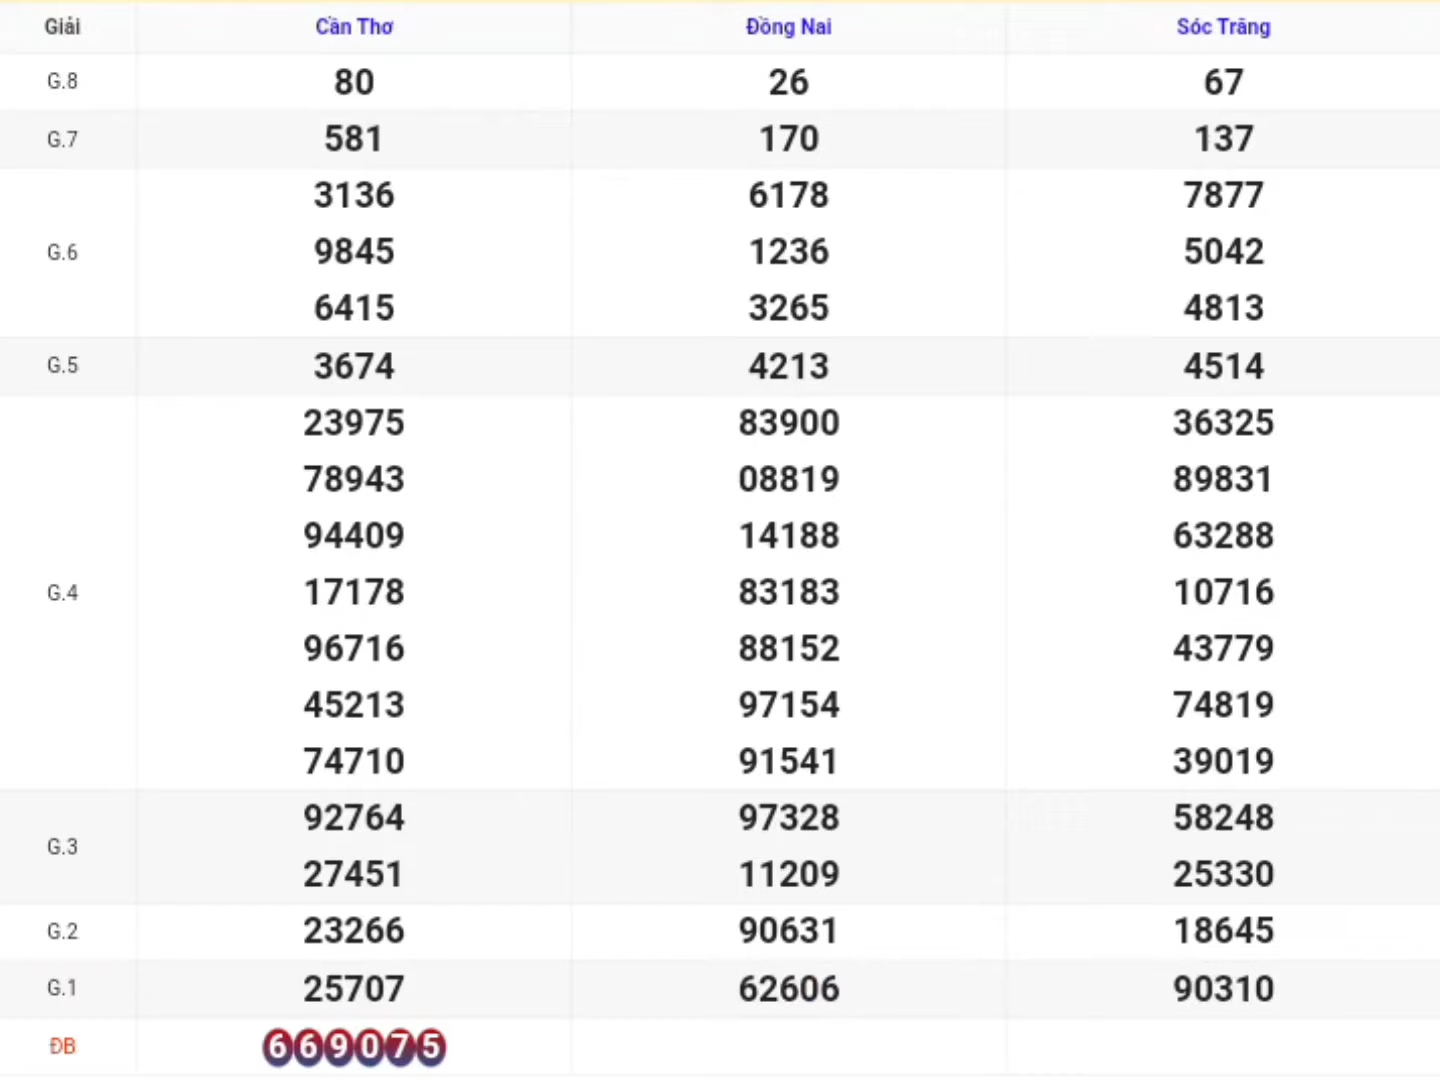 Giải Cần Thơ Đồng Nai Sóc Trăng
G.8 80 26 67
G.7 581 170 137
3136 6178 7877
G.6 9845 1236 5042
6415 3265 4813
G.5 3674 4213 4514
23975 83900 36325
78943 08819 89831
94409 14188 63288
G.4 17178 83183 10716
96716 88152 43779
45213 97154 74819
74710 91541 39019
92764 97328 58248
G.3
27451 11209 25330
G.2 23266 90631 18645
G.1 25707 62606 90310
ĐB 669075